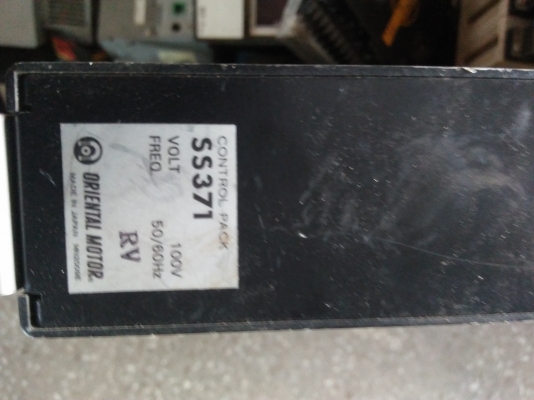 CONTROL PACK
SS371
VOLT 100V
FREQ 50/60Hz
RV
ORIENTAL MOTOR
MADE IN JAPAN